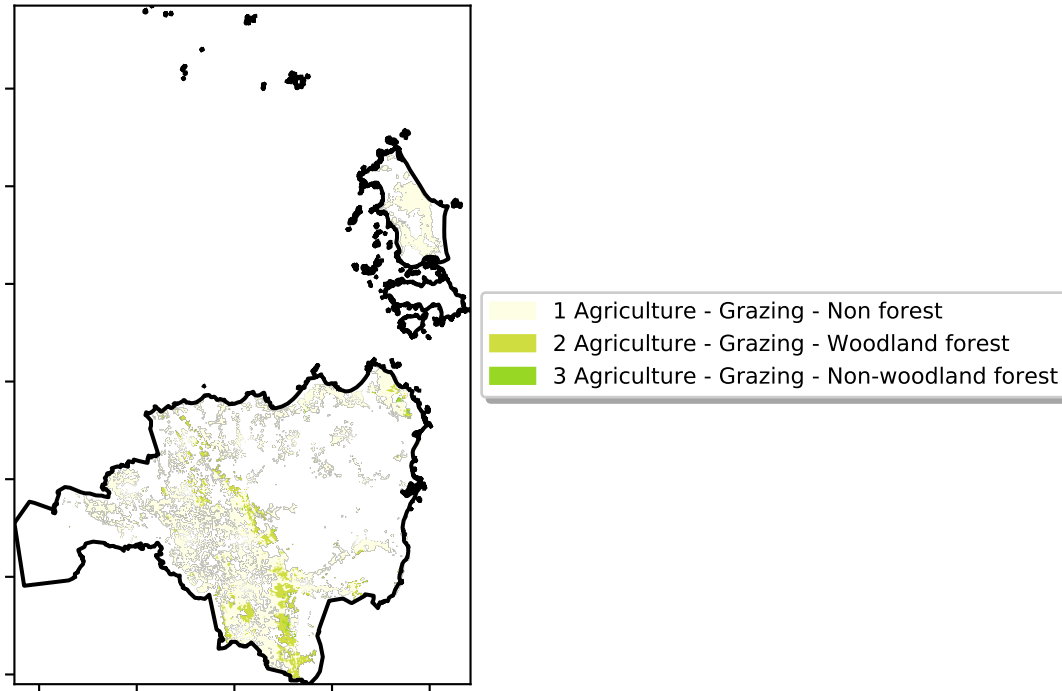 1 Agriculture - Grazing - Non forest
2 Agriculture - Grazing - Woodland forest
3 Agriculture - Grazing - Non-woodland forest